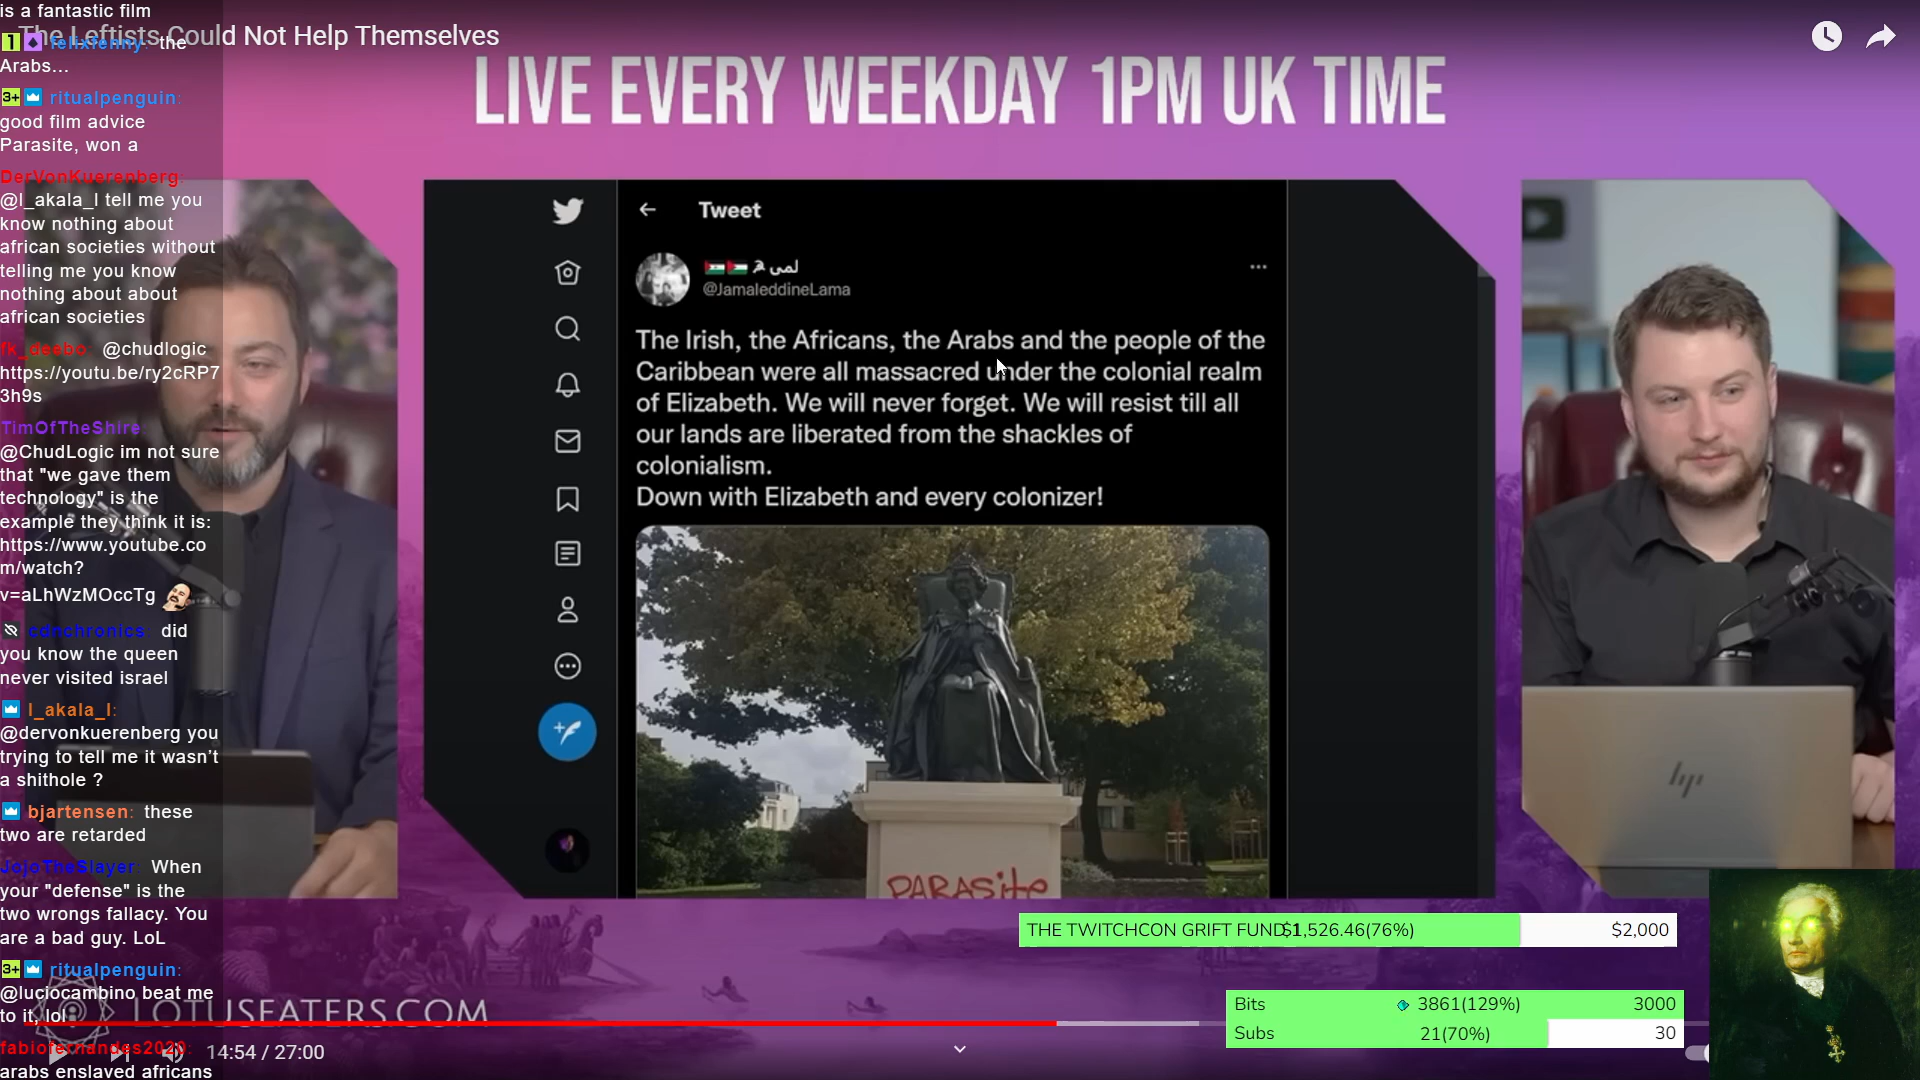 is a fantastic film
The Leftists Could Not Help Themselves
felixfenny: the
Arabs...
3+ ritualpenguin:
good film advice
Parasite, won a
DerVonKuerenberg:
@l_akala_l tell me you
know nothing about
african societies without
telling me you know
nothing about about
african societies
fk_deebo: @chudlogic
https://youtu.be/ry2cRP7
3h9s
TimOfTheShire:
@ChudLogic im not sure
that "we gave them
technology" is the
example they think it is:
https://www.youtube.co
m/watch?
v=aLhWzMOccTg
cdnchronics: did
you know the queen
never visited israel
l_akala_l:
@dervonkuerenberg you
trying to tell me it wasn't
a shithole ?
bjartensen: these
two are retarded
JojoTheSlayer: When
your "defense" is the
two wrongs fallacy. You
are a bad guy. LoL
3+ ritualpenguin:
@luciocambino beat me
to it, lol
fabiofernandes2020:
arabs enslaved africans
LIVE EVERY WEEKDAY 1PM UK TIME
Tweet
لمى
@JamaleddineLama
The Irish, the Africans, the Arabs and the people of the
Caribbean were all massacred under the colonial realm
of Elizabeth. We will never forget. We will resist till all
our lands are liberated from the shackles of
colonialism.
Down with Elizabeth and every colonizer!
PARASite
hp
THE TWITCHCON GRIFT FUND $1,526.46(76%) $2,000
Bits 3861(129%) 3000
Subs 21(70%) 30
LOTUSEATERS.COM
14:54 / 27:00